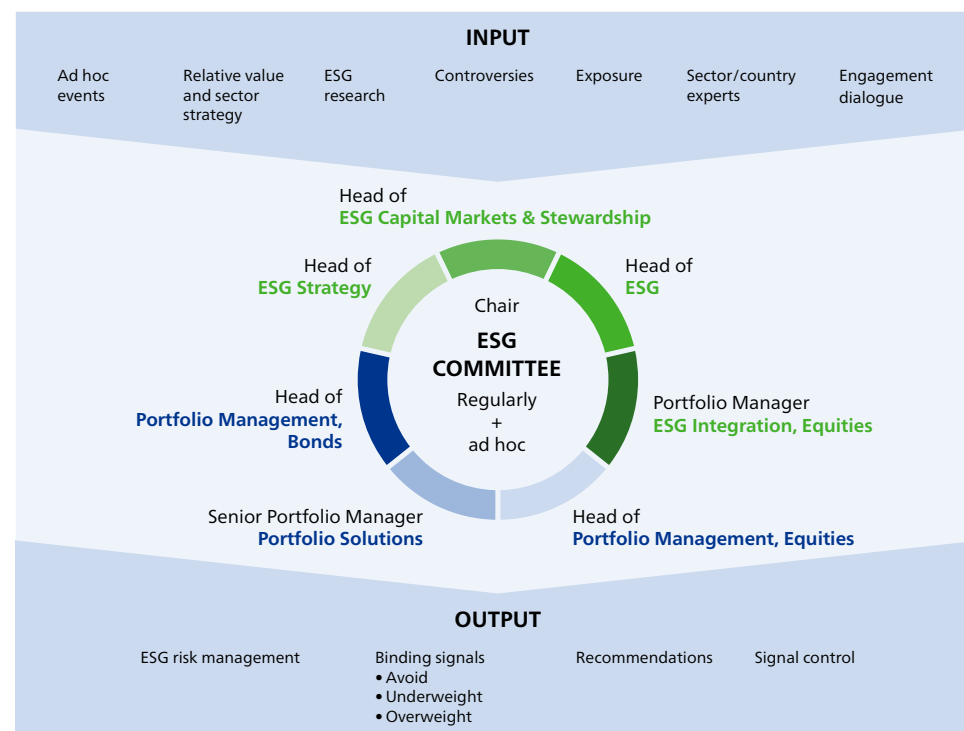 INPUT
Ad hoc
events
Relative value
and sector
strategy
ESG
research
Controversies
Exposure
Sector/country
experts
Engagement
dialogue
Head of
ESG Capital Markets & Stewardship
Head of
ESG Strategy
Head of
ESG
Chair
ESG
COMMITTEE
Regularly
+
ad hoc
Head of
Portfolio Management,
Bonds
Portfolio Manager
ESG Integration, Equities
Senior Portfolio Manager
Portfolio Solutions
Head of
Portfolio Management, Equities
OUTPUT
ESG risk management
Binding signals
• Avoid
• Underweight
• Overweight
Recommendations
Signal control